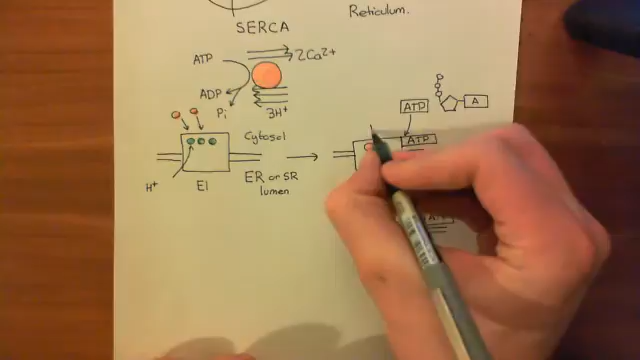 Reticulum.
SERCA
ATP
2Ca2+
ADP
Pi
3H+
P
ATP
A
Cytosol
ATP
ER or SR
lumen
H+
E1